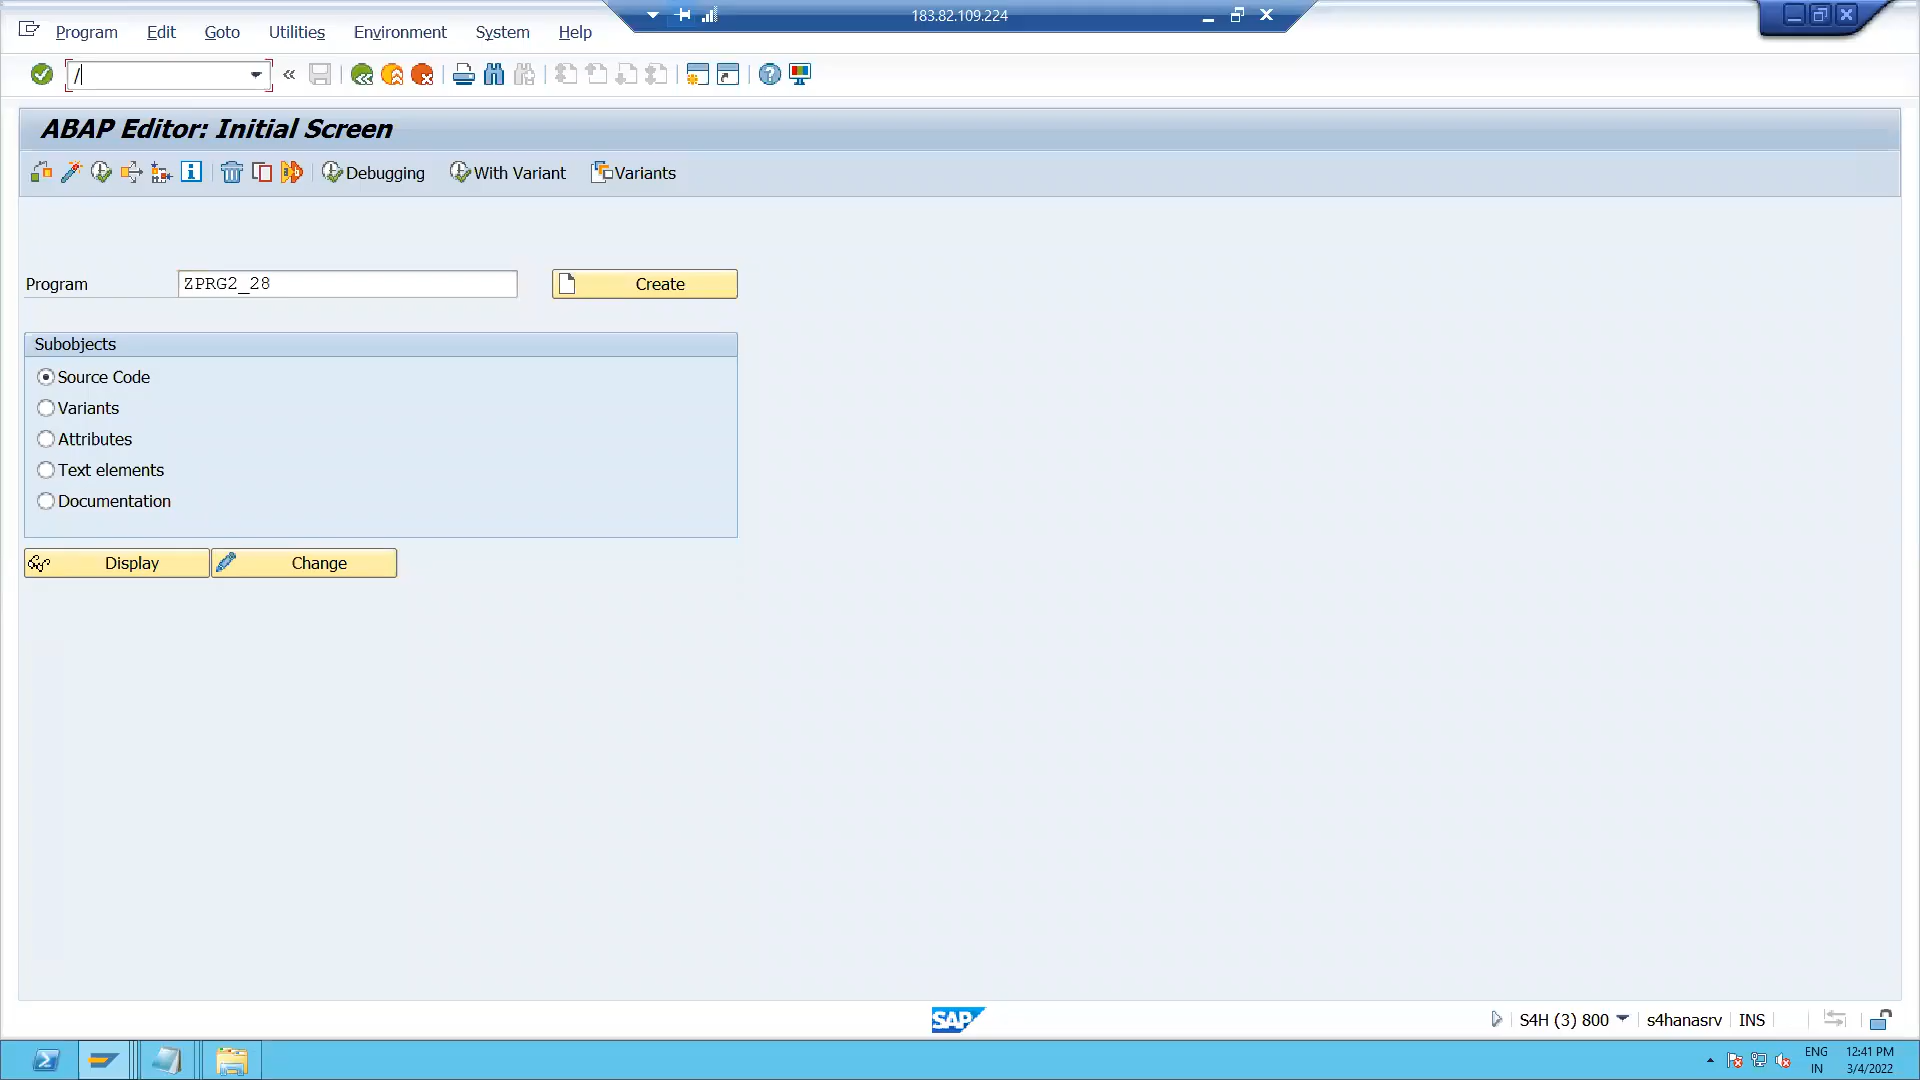 183.82.109.224
Program Edit Goto Utilities Environment System Help
/
ABAP Editor: Initial Screen
Debugging With Variant Variants
Program ZPRG2_28 Create
Subobjects
Source Code
Variants
Attributes
Text elements
Documentation
Display Change
SAP
S4H (3) 800 s4hanasrv INS
ENG 12:41 PM
IN 3/4/2022